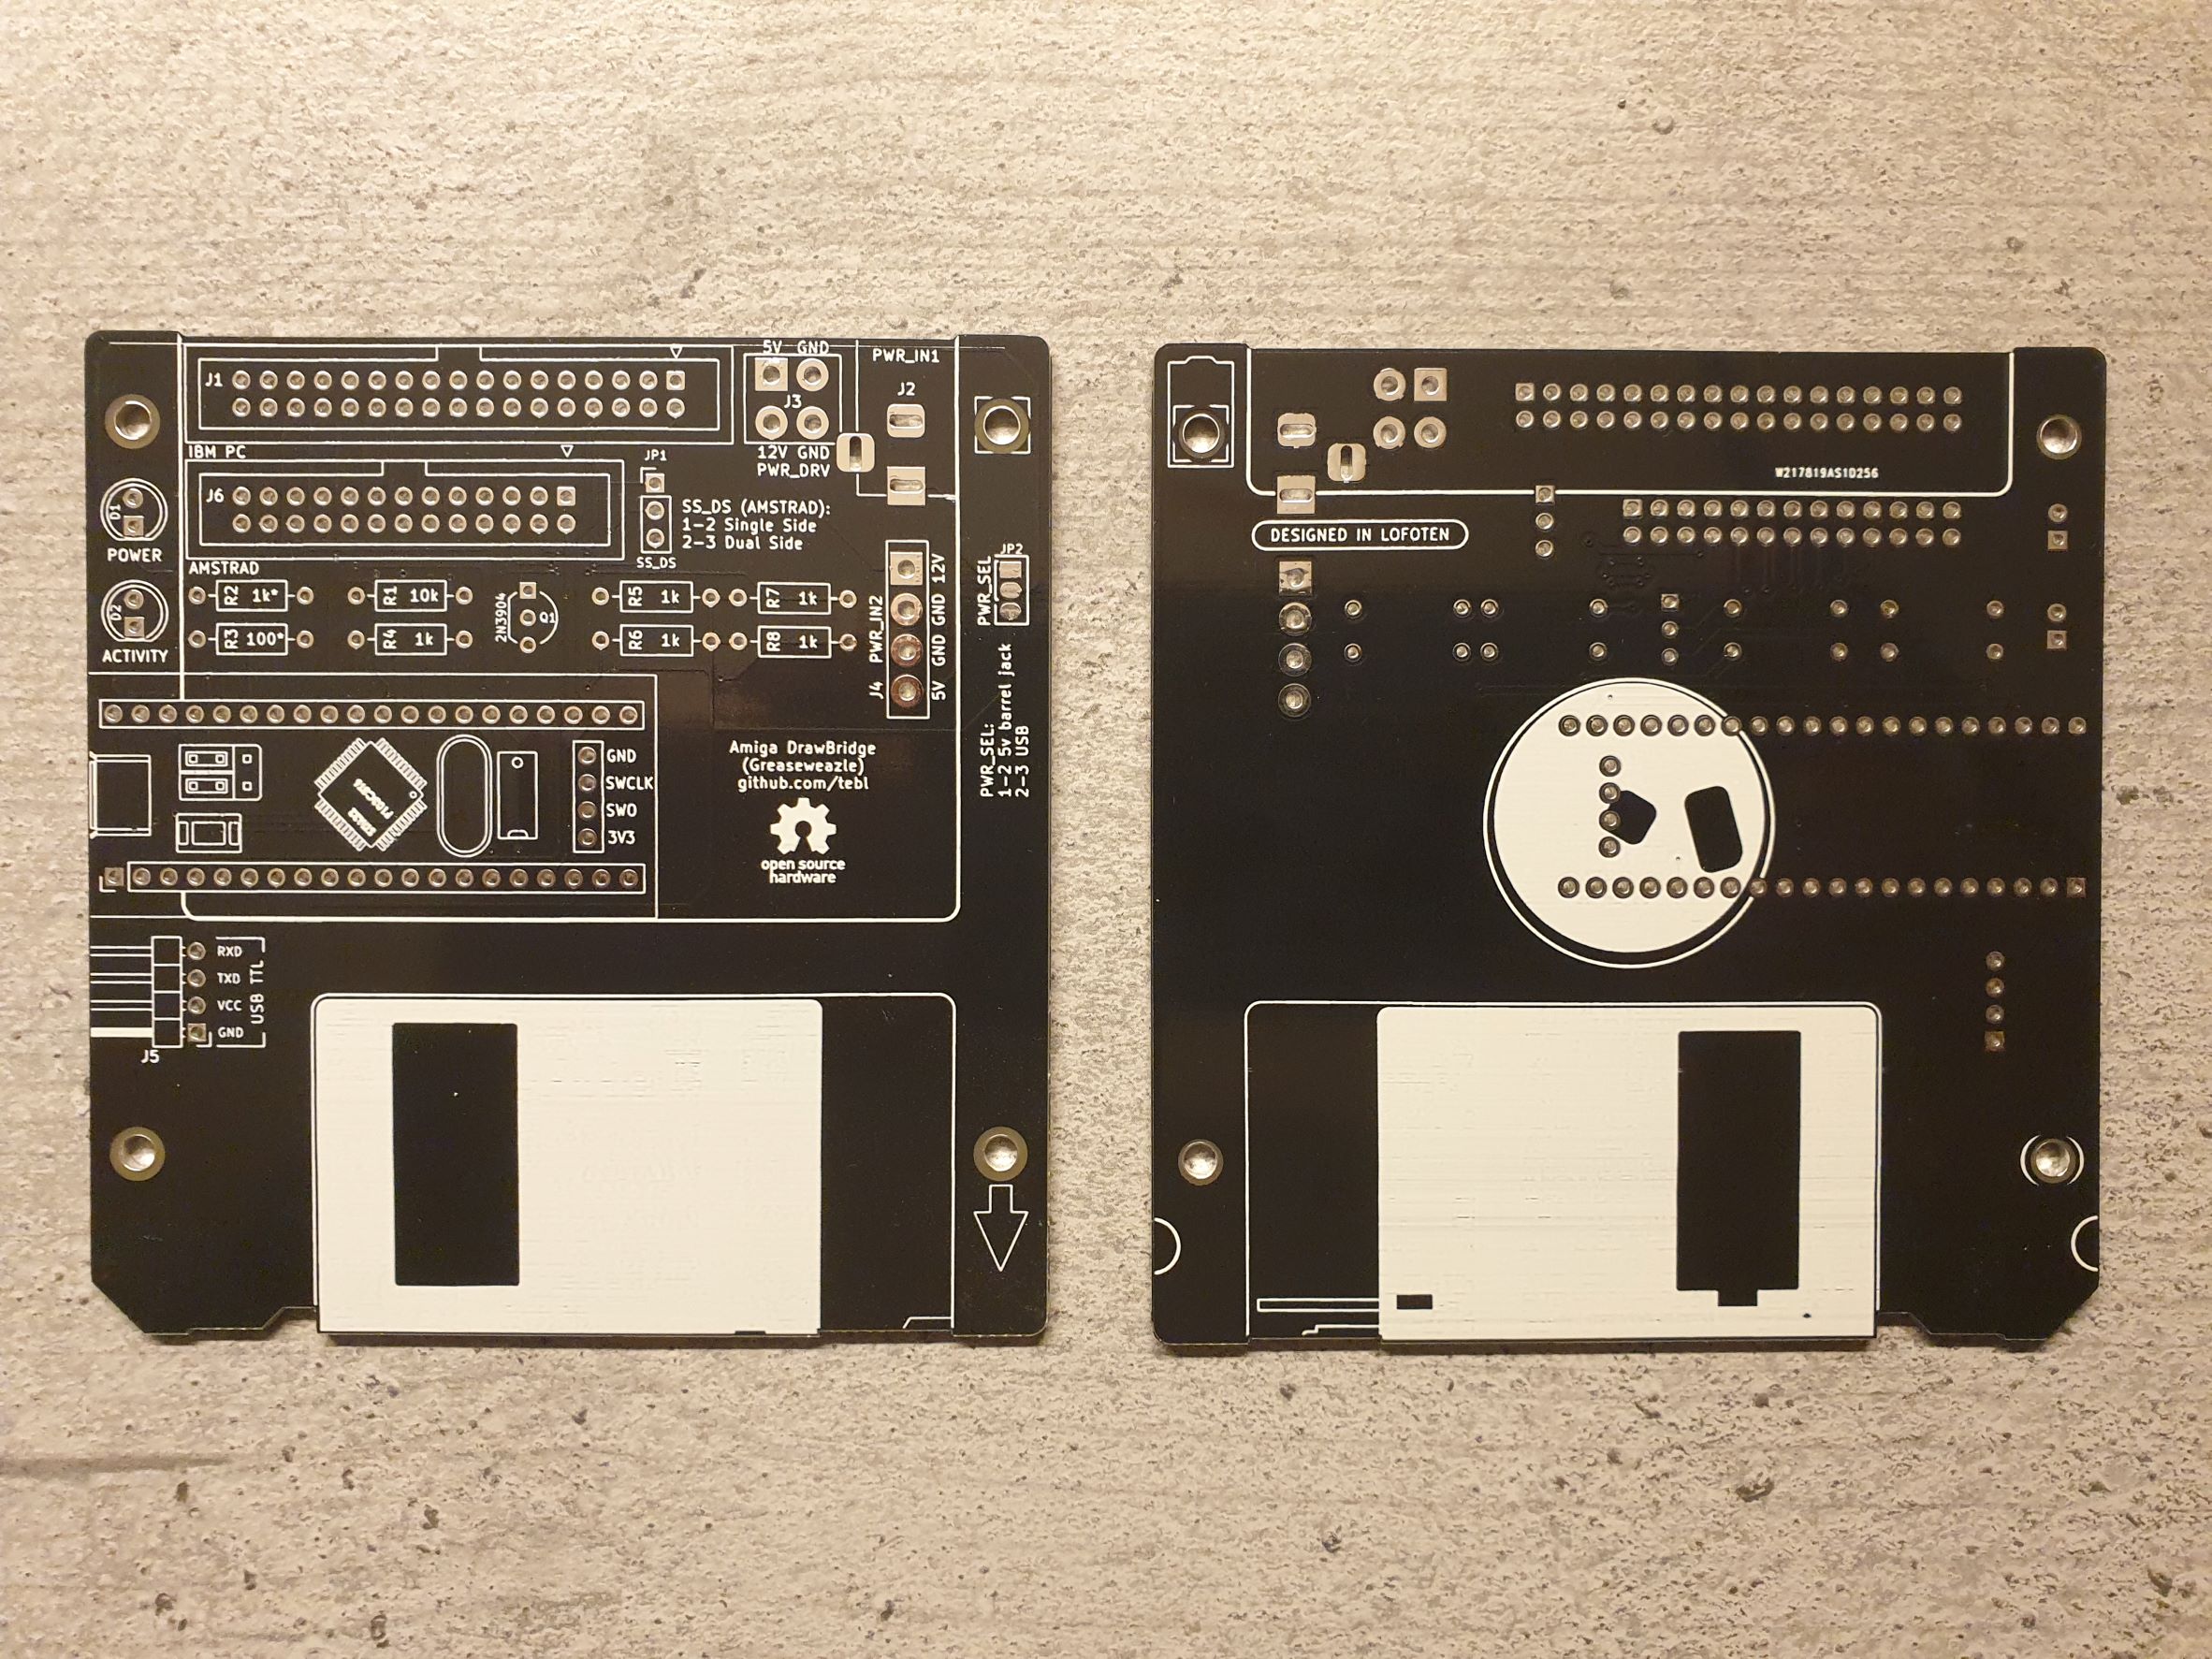 5V GND
PWR_IN1
J1
J3
J2
12V GND
PWR_DRV
IBM PC
JP1
J6
SS_DS (AMSTRAD):
1-2 Single Side
2-3 Dual Side
SS_DS
D1
POWER
AMSTRAD
R2 1k*
R1 10k
2N3904
Q1
R5 1k
R7 1k
D2
R3 100*
R4 1k
R6 1k
R8 1k
ACTIVITY
J4 PWR_IN2
5V GND GND 12V
JP2
PWR_SEL
PWR_SEL:
1-2 5v barrel jack
2-3 USB
GND
SWCLK
SWO
3V3
Amiga DrawBridge
(Greaseweazle)
github.com/tebl
open source
hardware
RXD
TXD
VCC
GND
USB TTL
J5
W217819AS1D256
DESIGNED IN LOFOTEN